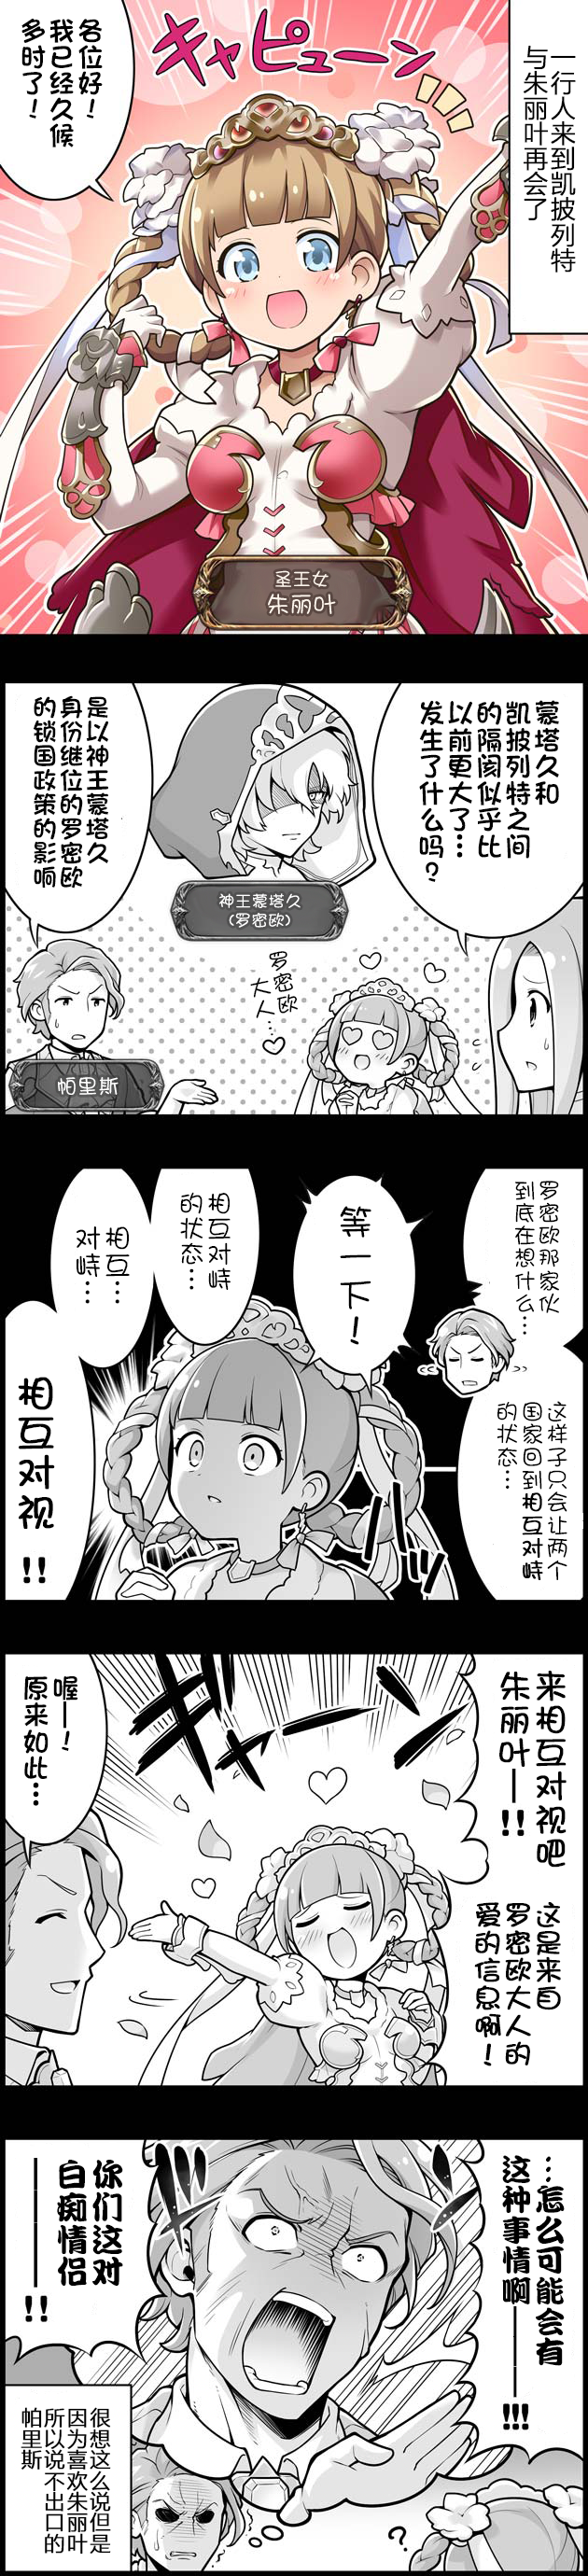 一行人来到凯披列特
与朱丽叶再会了
キャピューン
各位好！
我已经久候
多时了！
圣王女
朱丽叶
蒙塔久和
凯披列特之间
的隔阂似乎比
以前更大了…
发生了什么吗？
是以神王蒙塔久
身份继位的罗密欧
的锁国政策的影响
神王蒙塔久
(罗密欧)
罗密欧
大人…♡
帕里斯
罗密欧那家伙
到底在想什么…
这样子只会让两个
国家回到相互对峙
的状态…
等一下！
相互对峙
的状态…
相互…
对峙…
相互对视
!!
来相互对视吧
朱丽叶ー!!
这是来自
罗密欧大人的
爱的信息啊！
喔ー！
原来如此…
…怎么可能会有
这种事情啊———!!!
你们这对
白痴情侣
———!!
很想这么说但是
因为喜欢朱丽叶
所以说不出口的
帕里斯
?